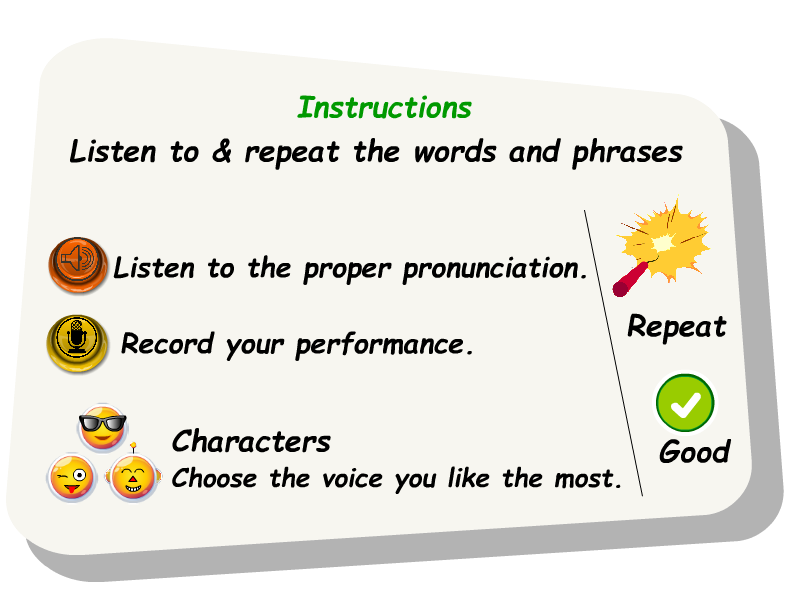 Instructions
Listen to & repeat the words and phrases
Listen to the proper pronunciation.
Record your performance.
Characters
Choose the voice you like the most.
Repeat
Good